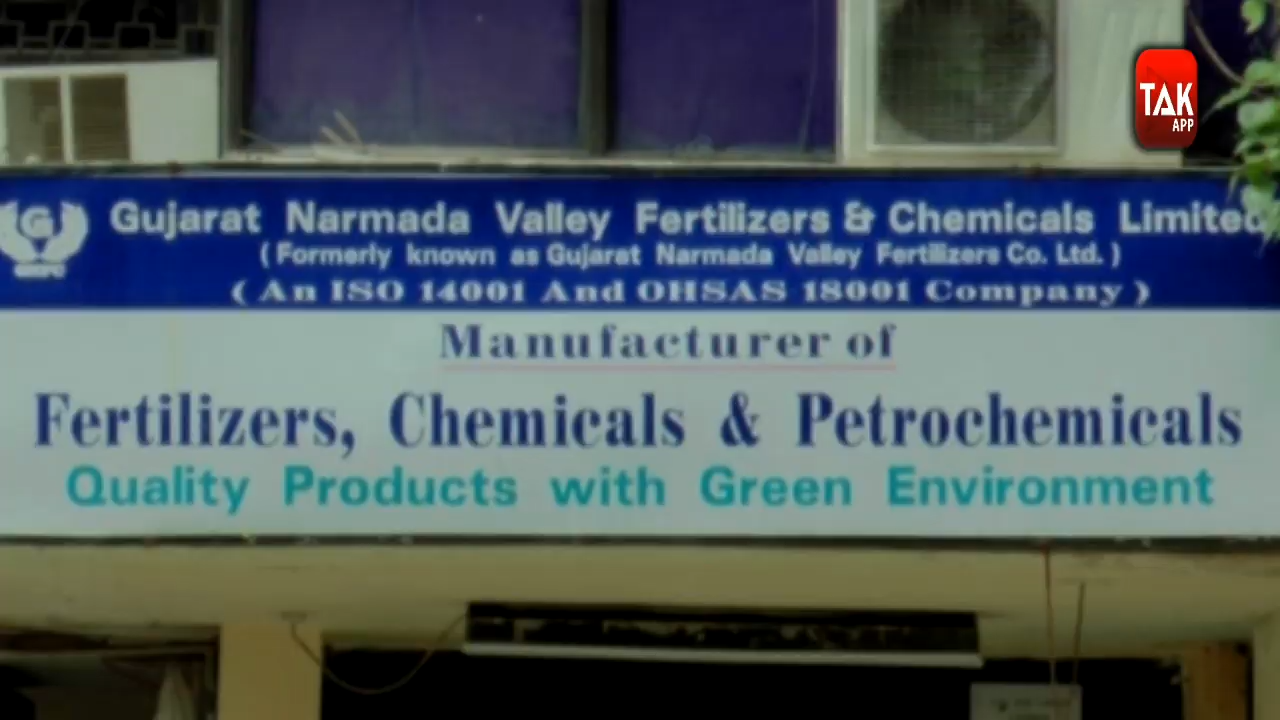 TAK
APP
G
Gujarat Narmada Valley Fertilizers & Chemicals Limited
( Formerly known as Gujarat Narmada Valley Fertilizers Co. Ltd. )
( An ISO 14001 And OHSAS 18001 Company )
Manufacturer of
Fertilizers, Chemicals & Petrochemicals
Quality Products with Green Environment